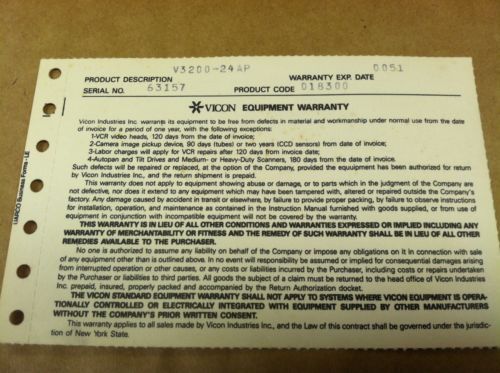 V3200-24AP 0051
PRODUCT DESCRIPTION WARRANTY EXP. DATE
SERIAL NO. 63157 PRODUCT CODE 018300
VICON EQUIPMENT WARRANTY
Vicon Industries Inc. warrants its equipment to be free from defects in material and workmanship under normal use from the date
of invoice for a period of one year, with the following exceptions:
1-VCR video heads, 120 days from the date of invoice;
2-Camera image pickup device, 90 days (tubes) or two years (CCD sensors) from date of invoice;
3-Labor charges will apply for VCR repairs after 120 days from invoice date;
4-Autopan and Tilt Drives and Medium- or Heavy-Duty Scanners, 180 days from the date of invoice.
Such defects will be repaired or replaced, at the option of the Company, provided the equipment has been authorized for return
by Vicon Industries Inc., and the return shipment is prepaid.
This warranty does not apply to equipment showing abuse or damage, or to parts which in the judgment of the Company are
not defective, nor does it extend to any equipment which may have been tampered with, altered or repaired outside the Company's
factory. Any damage caused by accident in transit or elsewhere, by failure to provide proper packing, by failure to observe instructions
for installation, operation, and maintenance as contained in the Instruction Manual furnished with goods supplied, or from use of
equipment in conjunction with incompatible equipment will not be covered by the warranty.
THIS WARRANTY IS IN LIEU OF ALL OTHER CONDITIONS AND WARRANTIES EXPRESSED OR IMPLIED INCLUDING ANY
WARRANTY OF MERCHANTABILITY OR FITNESS AND THE REMEDY OF SUCH WARRANTY SHALL BE IN LIEU OF ALL OTHER
REMEDIES AVAILABLE TO THE PURCHASER.
No one is authorized to assume any liability on behalf of the Company or impose any obligations on it in connection with sale
of any equipment other than is outlined above. In no event will responsibility be assumed or implied for consequential damages arising
from interrupted operation or other causes, or any costs or liabilities incurred by the Purchaser, including costs or repairs undertaken
by the Purchaser or liabilities to third parties. All goods subject of a claim must be returned to the head office of Vicon Industries
Inc. prepaid, insured, properly packed and accompanied by the Return Authorization docket.
THE VICON STANDARD EQUIPMENT WARRANTY SHALL NOT APPLY TO SYSTEMS WHERE VICON EQUIPMENT IS OPERA-
TIONALLY CONTROLLED OR ELECTRICALLY INTEGRATED WITH EQUIPMENT SUPPLIED BY OTHER MANUFACTURERS
WITHOUT THE COMPANY'S PRIOR WRITTEN CONSENT.
This warranty applies to all sales made by Vicon Industries Inc., and the Law of this contract shall be governed under the jurisdic-
tion of New York State.
Business Forms-LE